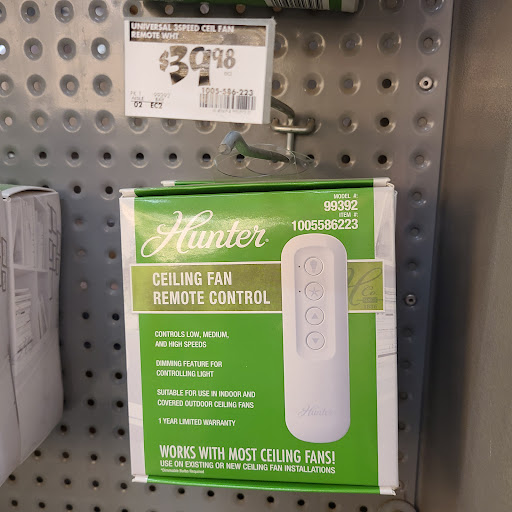 UNIVERSAL 3SPEED CEIL FAN
REMOTE WHT
$39.98
1005-586-223
02 EC2
MODEL #:
99392
ITEM #:
1005586223
Hunter®
CEILING FAN
REMOTE CONTROL
CONTROLS LOW, MEDIUM,
AND HIGH SPEEDS
DIMMING FEATURE FOR
CONTROLLING LIGHT
SUITABLE FOR USE IN INDOOR AND
COVERED OUTDOOR CEILING FANS
1 YEAR LIMITED WARRANTY
Hunter
WORKS WITH MOST CEILING FANS!
USE ON EXISTING OR NEW CEILING FAN INSTALLATIONS